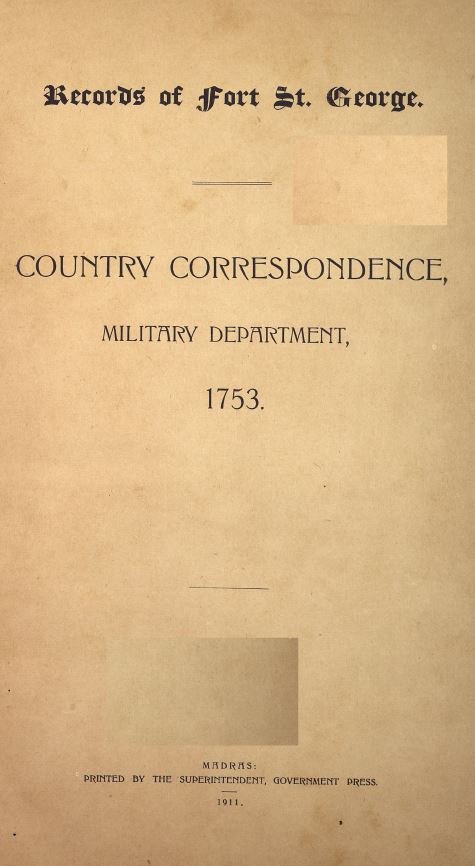 Records of Fort St. George.
COUNTRY CORRESPONDENCE,
MILITARY DEPARTMENT,
1753.
MADRAS:
PRINTED BY THE SUPERINTENDENT, GOVERNMENT PRESS.
1911.